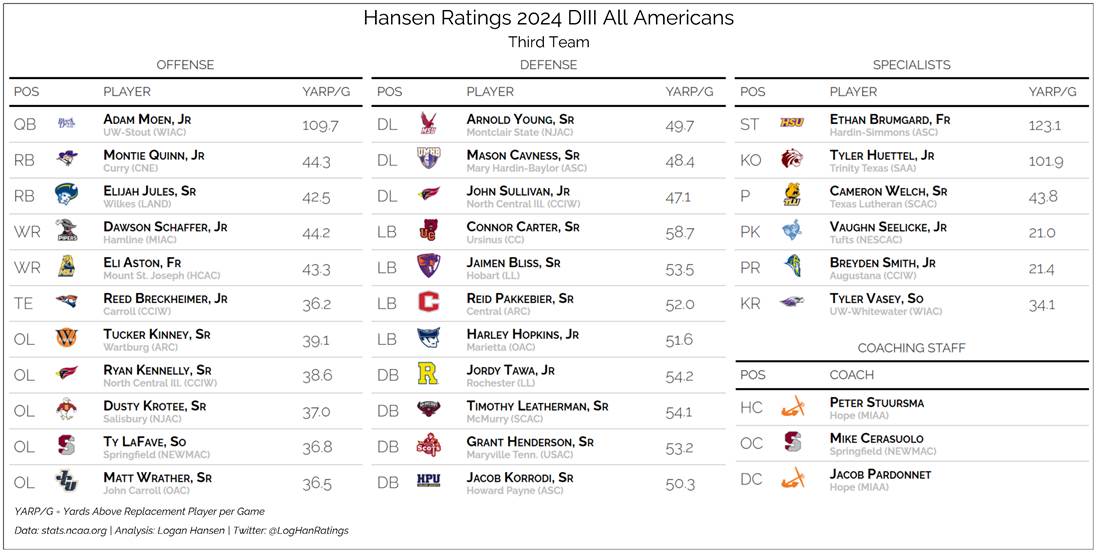 Hansen Ratings 2024 DIII All Americans
Third Team
OFFENSE
POS PLAYER YARP/G
QB ADAM MOEN, JR 109.7
UW-Stout (WIAC)
RB MONTIE QUINN, JR 44.3
Curry (CNE)
RB ELIJAH JULES, SR 42.5
Wilkes (LAND)
WR DAWSON SCHAFFER, JR 44.2
Hamline (MIAC)
WR ELI ASTON, FR 43.3
Mount St. Joseph (HCAC)
TE REED BRECKHEIMER, JR 36.2
Carroll (CCIW)
OL TUCKER KINNEY, SR 39.1
Wartburg (ARC)
OL RYAN KENNELLY, SR 38.6
North Central Ill. (CCIW)
OL DUSTY KROTEE, SR 37.0
Salisbury (NJAC)
OL TY LAFAVE, SO 36.8
Springfield (NEWMAC)
OL MATT WRATHER, SR 36.5
John Carroll (OAC)
DEFENSE
POS PLAYER YARP/G
DL ARNOLD YOUNG, SR 49.7
Montclair State (NJAC)
DL MASON CAVNESS, SR 48.4
Mary Hardin-Baylor (ASC)
DL JOHN SULLIVAN, JR 47.1
North Central Ill. (CCIW)
LB CONNOR CARTER, SR 58.7
Ursinus (CC)
LB JAIMEN BLISS, SR 53.5
Hobart (LL)
LB REID PAKKEBIER, SR 52.0
Central (ARC)
LB HARLEY HOPKINS, JR 51.6
Marietta (OAC)
DB JORDY TAWA, JR 54.2
Rochester (LL)
DB TIMOTHY LEATHERMAN, SR 54.1
McMurry (SCAC)
DB GRANT HENDERSON, SR 53.2
Maryville Tenn. (USAC)
DB JACOB KORRODI, SR 50.3
Howard Payne (ASC)
SPECIALISTS
POS PLAYER YARP/G
ST ETHAN BRUMGARD, FR 123.1
Hardin-Simmons (ASC)
KO TYLER HUETTEL, JR 101.9
Trinity Texas (SAA)
P CAMERON WELCH, SR 43.8
Texas Lutheran (SCAC)
PK VAUGHN SEELICKE, JR 21.0
Tufts (NESCAC)
PR BREYDEN SMITH, JR 21.4
Augustana (CCIW)
KR TYLER VASEY, SO 34.1
UW-Whitewater (WIAC)
COACHING STAFF
POS COACH
HC PETER STUURSMA
Hope (MIAA)
OC MIKE CERASUOLO
Springfield (NEWMAC)
DC JACOB PARDONNET
Hope (MIAA)
YARP/G = Yards Above Replacement Player per Game
Data: stats.ncaa.org | Analysis: Logan Hansen | Twitter: @LogHanRatings